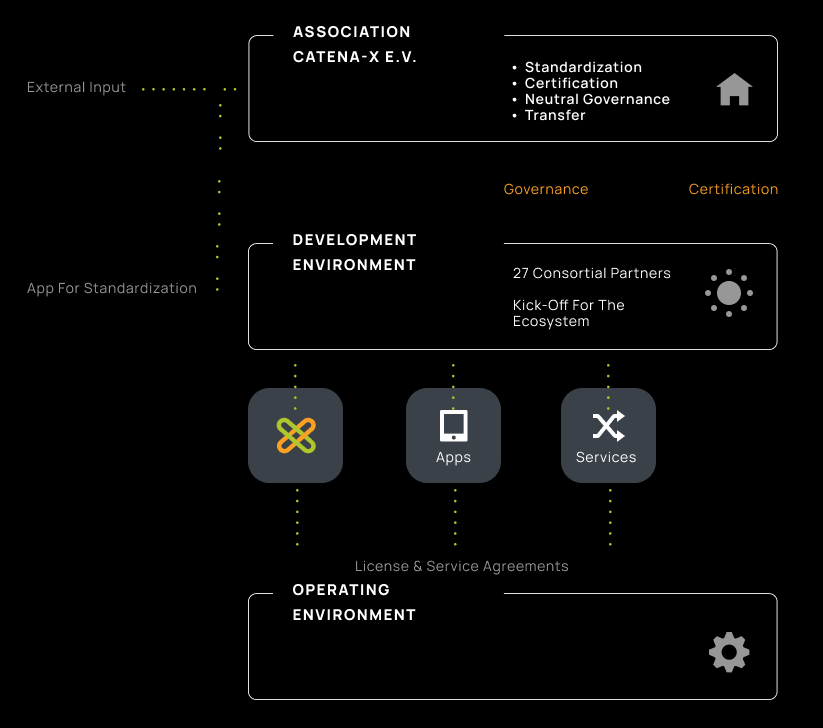 ASSOCIATION
CATENA-X E.V.
• Standardization
• Certification
• Neutral Governance
• Transfer
External Input
Governance
Certification
DEVELOPMENT
ENVIRONMENT
27 Consortial Partners
Kick-Off For The
Ecosystem
App For Standardization
Apps
Services
License & Service Agreements
OPERATING
ENVIRONMENT